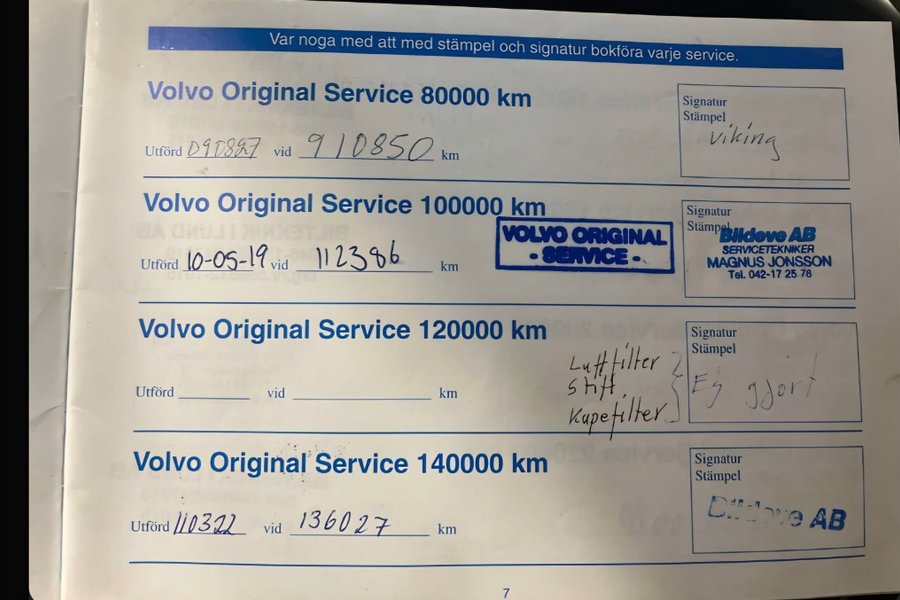 Var noga med att med stämpel och signatur bokföra varje service.
Volvo Original Service 80000 km
Signatur
Stämpel
viking
Utförd 090827 vid 910850 km
Volvo Original Service 100000 km
Signatur
Stämpel
VOLVO ORIGINAL
- SERVICE -
Bildove AB
SERVICETEKNIKER
MAGNUS JONSSON
Tel. 042-17 25 76
Utförd 10-05-19 vid 112386 km
Volvo Original Service 120000 km
Signatur
Stämpel
Luftfilter
Stift
Kupefilter
Ej gjort
Utförd vid km
Volvo Original Service 140000 km
Signatur
Stämpel
Bildove AB
Utförd 110322 vid 136027 km
7